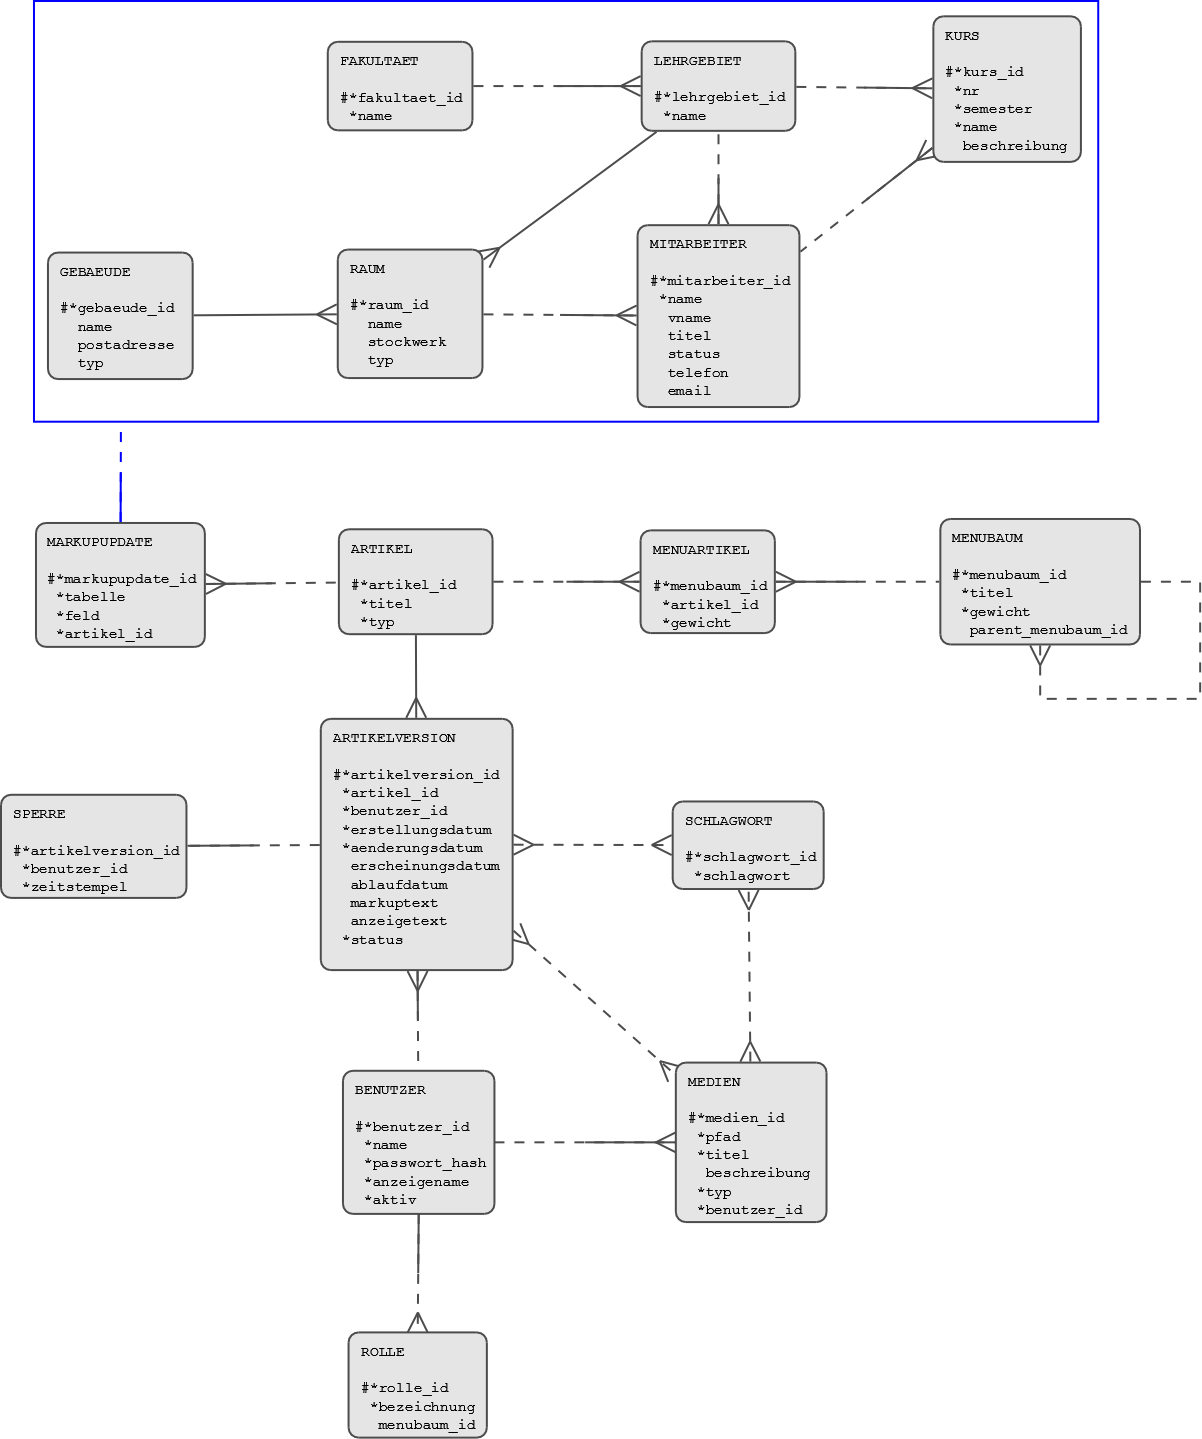 FAKULTAET
#*fakultaet_id
*name
LEHRGEBIET
#*lehrgebiet_id
*name
KURS
#*kurs_id
*nr
*semester
*name
beschreibung
GEBAEUDE
#*gebaeude_id
name
postadresse
typ
RAUM
#*raum_id
name
stockwerk
typ
MITARBEITER
#*mitarbeiter_id
*name
vname
titel
status
telefon
email
MARKUPUPDATE
#*markupupdate_id
*tabelle
*feld
*artikel_id
ARTIKEL
#*artikel_id
*titel
*typ
MENUARTIKEL
#*menubaum_id
*artikel_id
*gewicht
MENUBAUM
#*menubaum_id
*titel
*gewicht
parent_menubaum_id
SPERRE
#*artikelversion_id
*benutzer_id
*zeitstempel
ARTIKELVERSION
#*artikelversion_id
*artikel_id
*benutzer_id
*erstellungsdatum
*aenderungsdatum
erscheinungsdatum
ablaufdatum
markuptext
anzeigetext
*status
SCHLAGWORT
#*schlagwort_id
*schlagwort
BENUTZER
#*benutzer_id
*name
*passwort_hash
*anzeigename
*aktiv
MEDIEN
#*medien_id
*pfad
*titel
beschreibung
*typ
*benutzer_id
ROLLE
#*rolle_id
*bezeichnung
menubaum_id